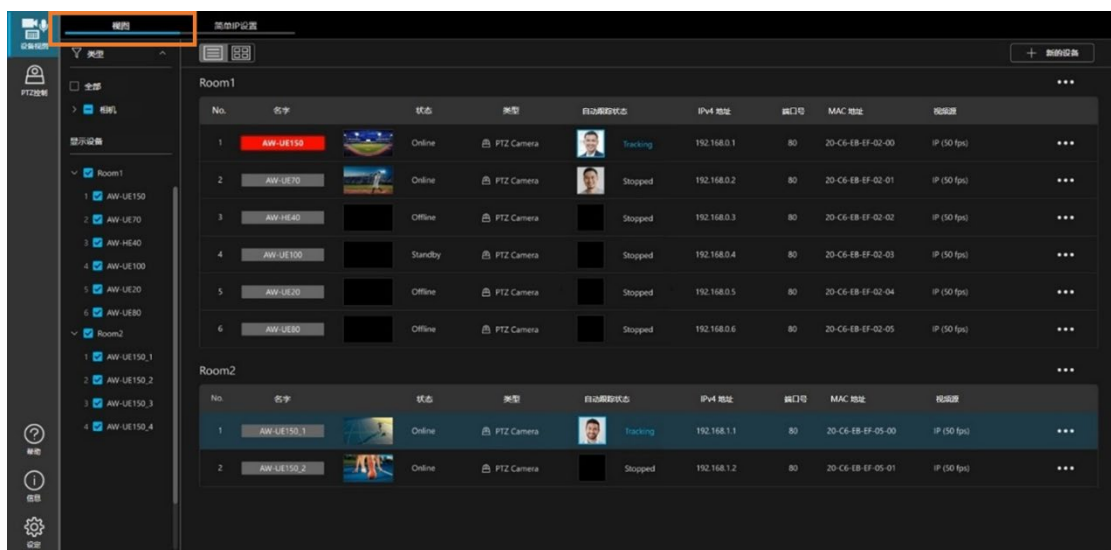 视图 简单IP设置
设备视图
PTZ控制
帮助
信息
设定
类型
全部
相机
显示设备
Room1
1 AW-UE150
2 AW-UE70
3 AW-HE40
4 AW-UE100
5 AW-UE20
6 AW-UE80
Room2
1 AW-UE150_1
2 AW-UE150_2
3 AW-UE150_3
4 AW-UE150_4
+ 新的设备
Room1
No. 名字 状态 类型 自动跟踪状态 IPv4 地址 端口号 MAC 地址 视频源
1 AW-UE150 Online PTZ Camera Tracking 192.168.0.1 80 20-C6-EB-EF-02-00 IP (50 fps)
2 AW-UE70 Online PTZ Camera Stopped 192.168.0.2 80 20-C6-EB-EF-02-01 IP (50 fps)
3 AW-HE40 Offline PTZ Camera Stopped 192.168.0.3 80 20-C6-EB-EF-02-02 IP (50 fps)
4 AW-UE100 Standby PTZ Camera Stopped 192.168.0.4 80 20-C6-EB-EF-02-03 IP (50 fps)
5 AW-UE20 Offline PTZ Camera Stopped 192.168.0.5 80 20-C6-EB-EF-02-04 IP (50 fps)
6 AW-UE80 Offline PTZ Camera Stopped 192.168.0.6 80 20-C6-EB-EF-02-05 IP (50 fps)
Room2
No. 名字 状态 类型 自动跟踪状态 IPv4 地址 端口号 MAC 地址 视频源
1 AW-UE150_1 Online PTZ Camera Tracking 192.168.1.1 80 20-C6-EB-EF-05-00 IP (50 fps)
2 AW-UE150_2 Online PTZ Camera Stopped 192.168.1.2 80 20-C6-EB-EF-05-01 IP (50 fps)